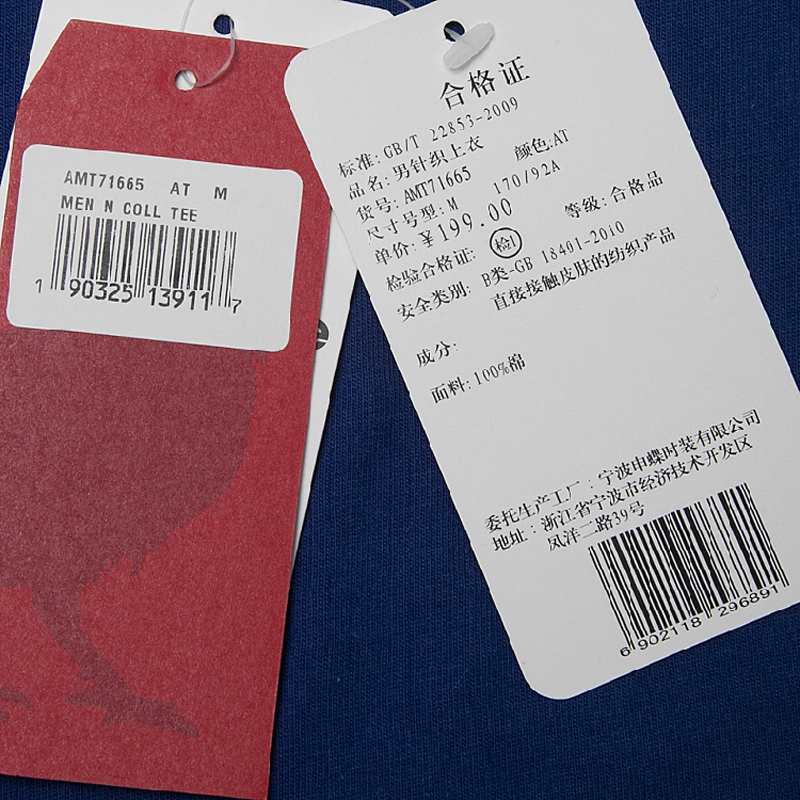 AMT71665 AT M
MEN N COLL TEE
1 90325 13911 7
合格证
标准: GB/T 22853-2009
品名: 男针织上衣 颜色:AT
货号: AMT71665
尺寸号型: M 170/92A
单价: ¥199.00 等级: 合格品
检验合格证: 检1
安全类别: B类-GB 18401-2010
直接接触皮肤的纺织产品
成分:
面料: 100%棉
委托生产工厂: 宁波申蝶时装有限公司
地址: 浙江省宁波市经济技术开发区
凤洋二路39号
6 902118 296891